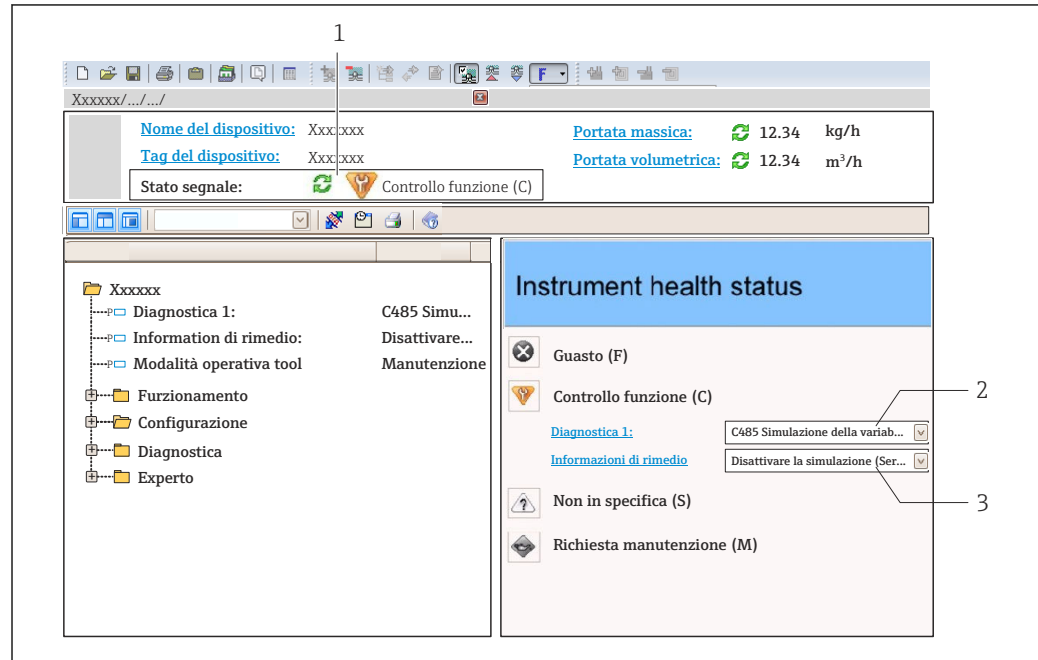 1
F
Xxxxxx/.../.../
Nome del dispositivo: Xxxxxxx Portata massica: 12.34 kg/h
Tag del dispositivo: Xxxxxxx Portata volumetrica: 12.34 m³/h
Stato segnale: Controllo funzione (C)
Xxxxxx
Diagnostica 1: C485 Simu...
Information di rimedio: Disattivare...
Modalità operativa tool Manutenzione
Furzionamento
Configurazione
Diagnostica
Experto
Instrument health status
Guasto (F)
Controllo funzione (C)
2
Diagnostica 1: C485 Simulazione della variab...
Informazioni di rimedio Disattivare la simulazione (Ser...
3
Non in specifica (S)
Richiesta manutenzione (M)